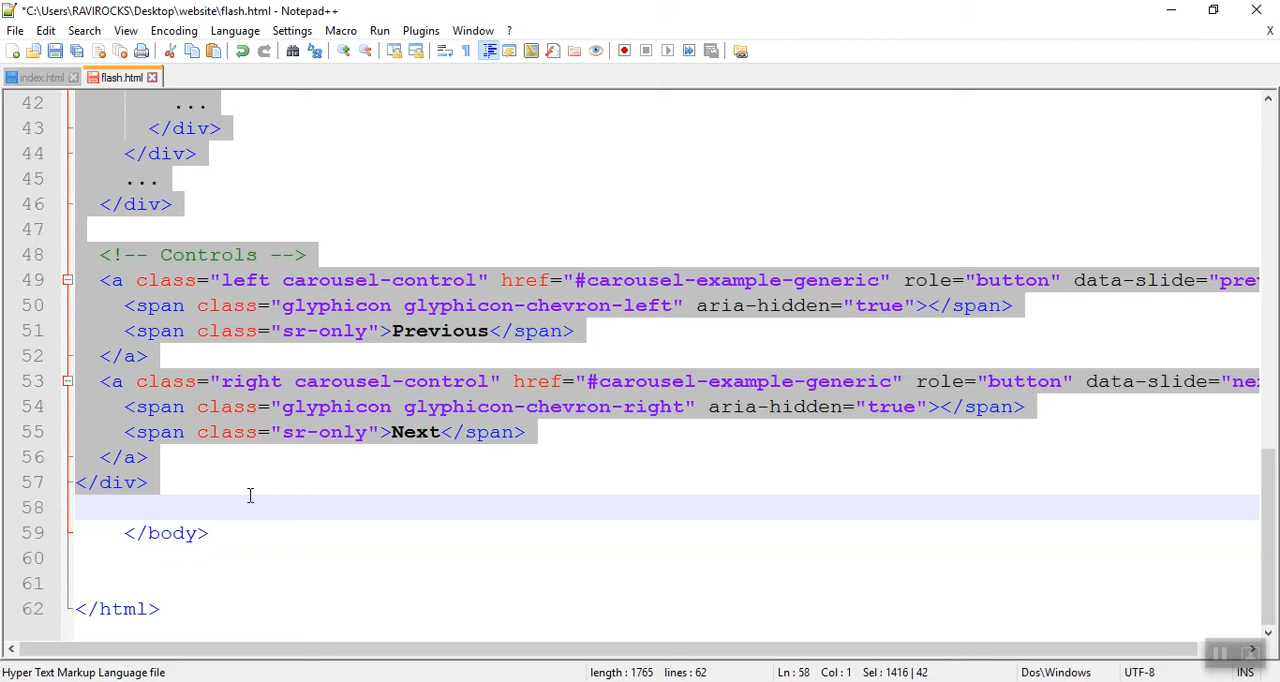 *C:\Users\RAVIROCKS\Desktop\website\flash.html - Notepad++
File Edit Search View Encoding Language Settings Macro Run Plugins Window ? X
index.html flash.html
42 ...
43 </div>
44 </div>
45 ...
46 </div>
47
48 <!-- Controls -->
49 <a class="left carousel-control" href="#carousel-example-generic" role="button" data-slide="pre
50 <span class="glyphicon glyphicon-chevron-left" aria-hidden="true"></span>
51 <span class="sr-only">Previous</span>
52 </a>
53 <a class="right carousel-control" href="#carousel-example-generic" role="button" data-slide="ne
54 <span class="glyphicon glyphicon-chevron-right" aria-hidden="true"></span>
55 <span class="sr-only">Next</span>
56 </a>
57 </div>
58
59 </body>
60
61
62 </html>
Hyper Text Markup Language file length : 1765 lines : 62 Ln : 58 Col : 1 Sel : 1416 | 42 Dos\Windows UTF-8 INS